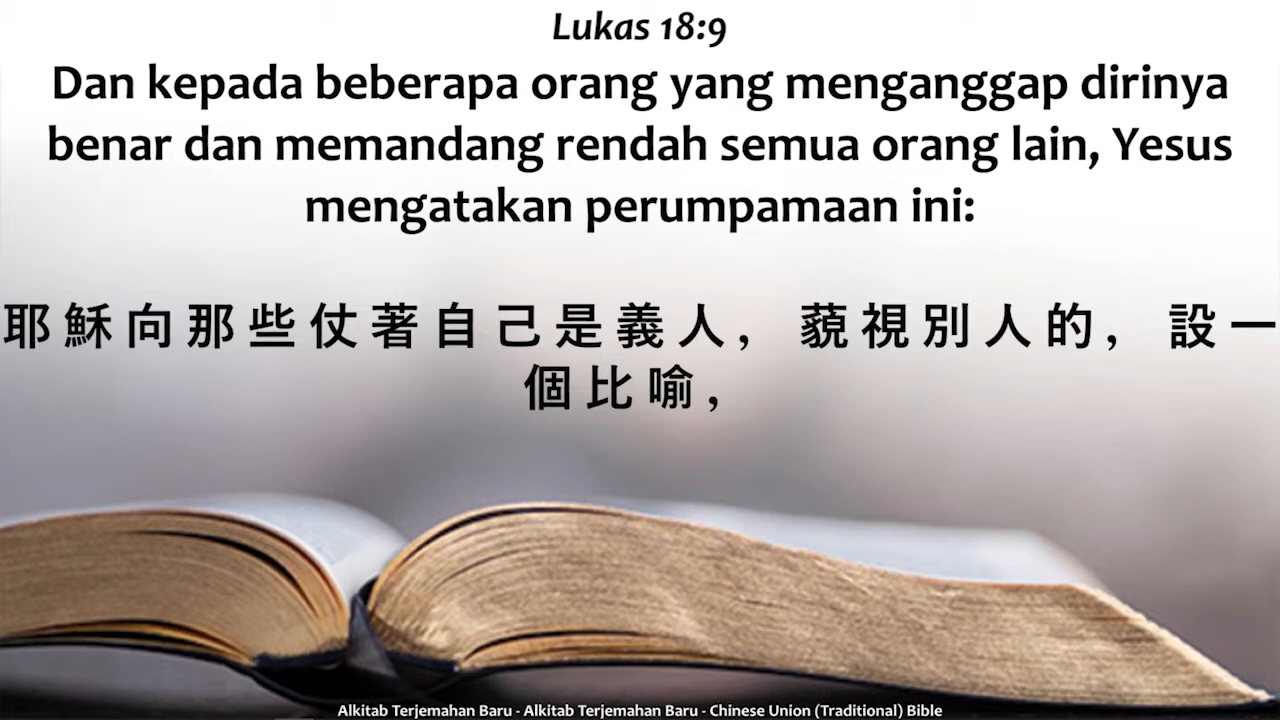 Lukas 18:9
Dan kepada beberapa orang yang menganggap dirinya
benar dan memandang rendah semua orang lain, Yesus
mengatakan perumpamaan ini:
耶 穌 向 那 些 仗 著 自 己 是 義 人 , 藐 視 別 人 的 , 設 一
個 比 喻 ,
Alkitab Terjemahan Baru - Alkitab Terjemahan Baru - Chinese Union (Traditional) Bible